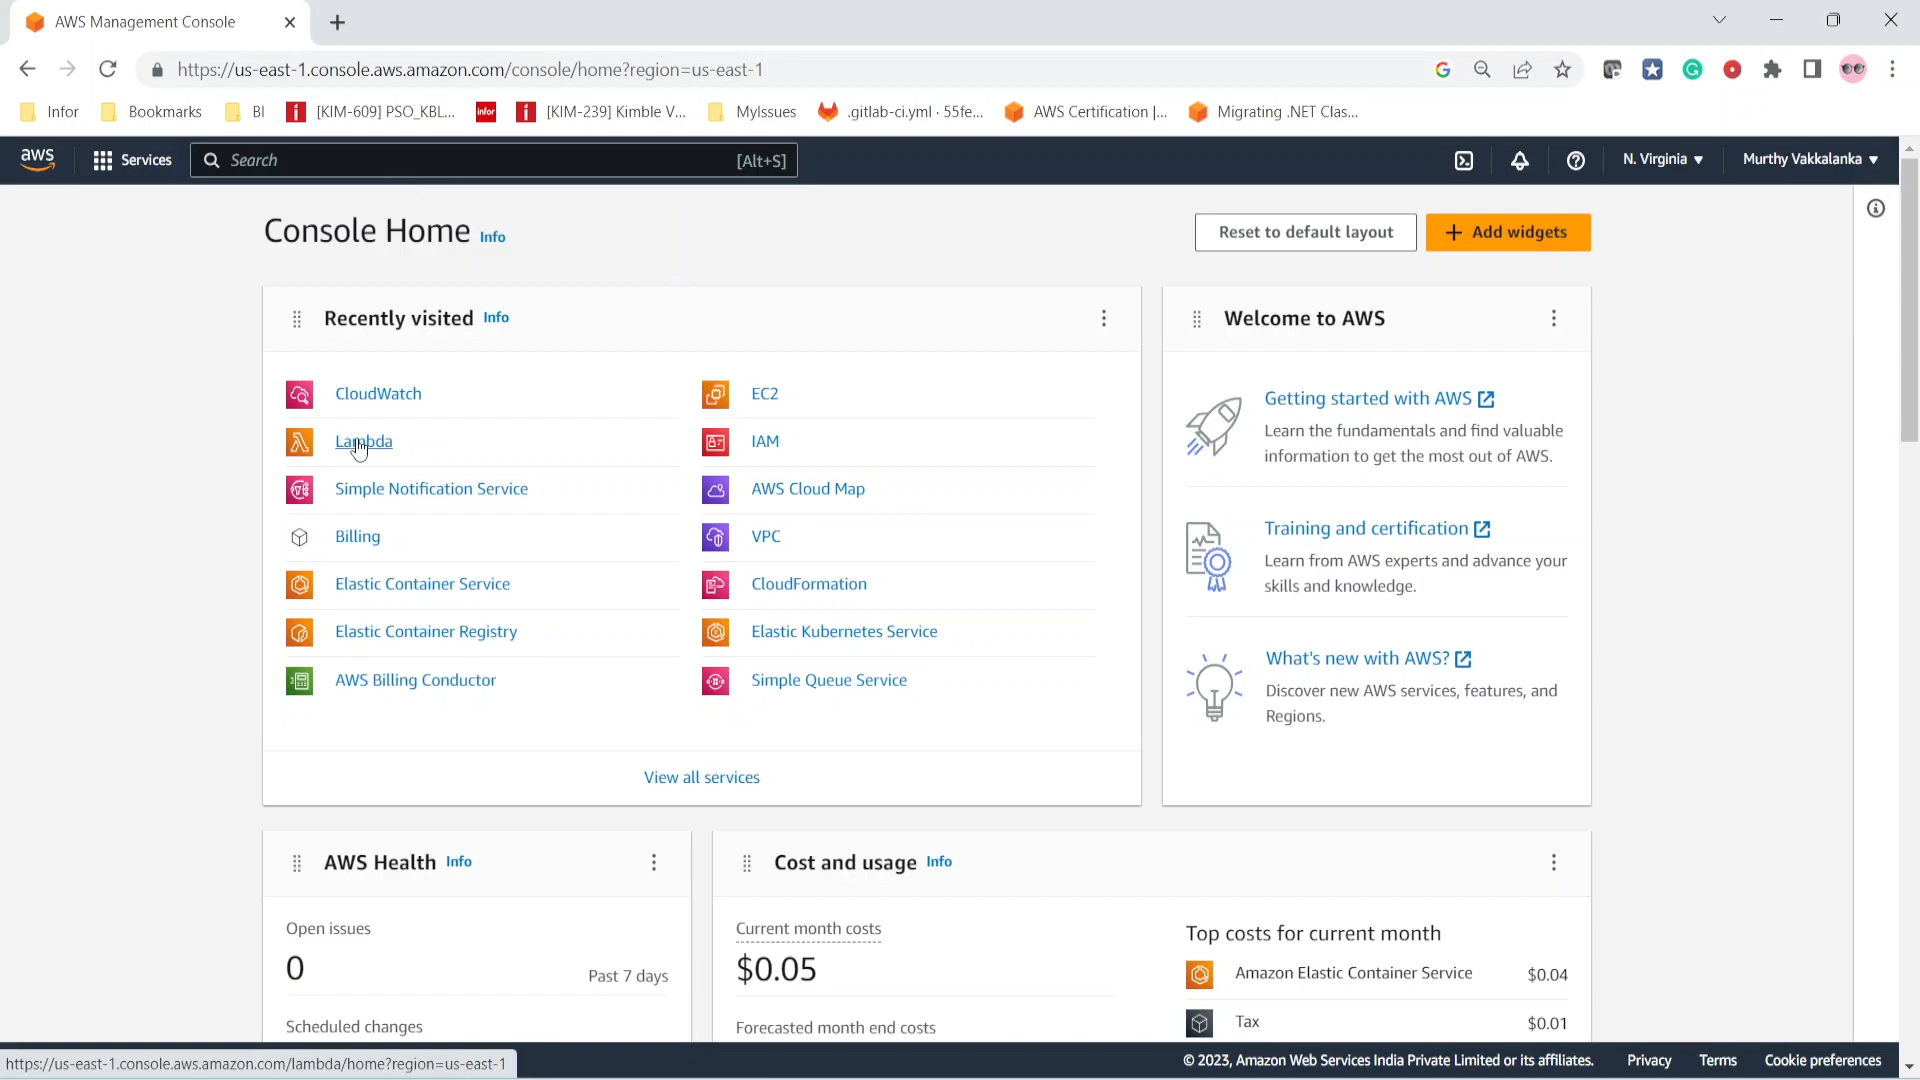 AWS Management Console
https://us-east-1.console.aws.amazon.com/console/home?region=us-east-1
Infor
Bookmarks
BI
[KIM-609] PSO_KBL...
infor
[KIM-239] Kimble V...
MyIssues
.gitlab-ci.yml · 55fe...
AWS Certification |...
Migrating .NET Clas...
aws
Services
Search
[Alt+S]
N. Virginia
Murthy Vakkalanka
Console Home Info
Reset to default layout
Add widgets
Recently visited Info
CloudWatch
Lambda
Simple Notification Service
Billing
Elastic Container Service
Elastic Container Registry
AWS Billing Conductor
EC2
IAM
AWS Cloud Map
VPC
CloudFormation
Elastic Kubernetes Service
Simple Queue Service
View all services
Welcome to AWS
Getting started with AWS
Learn the fundamentals and find valuable
information to get the most out of AWS.
Training and certification
Learn from AWS experts and advance your
skills and knowledge.
What's new with AWS?
Discover new AWS services, features, and
Regions.
AWS Health Info
Open issues
0
Past 7 days
Scheduled changes
Cost and usage Info
Current month costs
$0.05
Forecasted month end costs
Top costs for current month
Amazon Elastic Container Service $0.04
Tax $0.01
https://us-east-1.console.aws.amazon.com/lambda/home?region=us-east-1
© 2023, Amazon Web Services India Private Limited or its affiliates.
Privacy
Terms
Cookie preferences